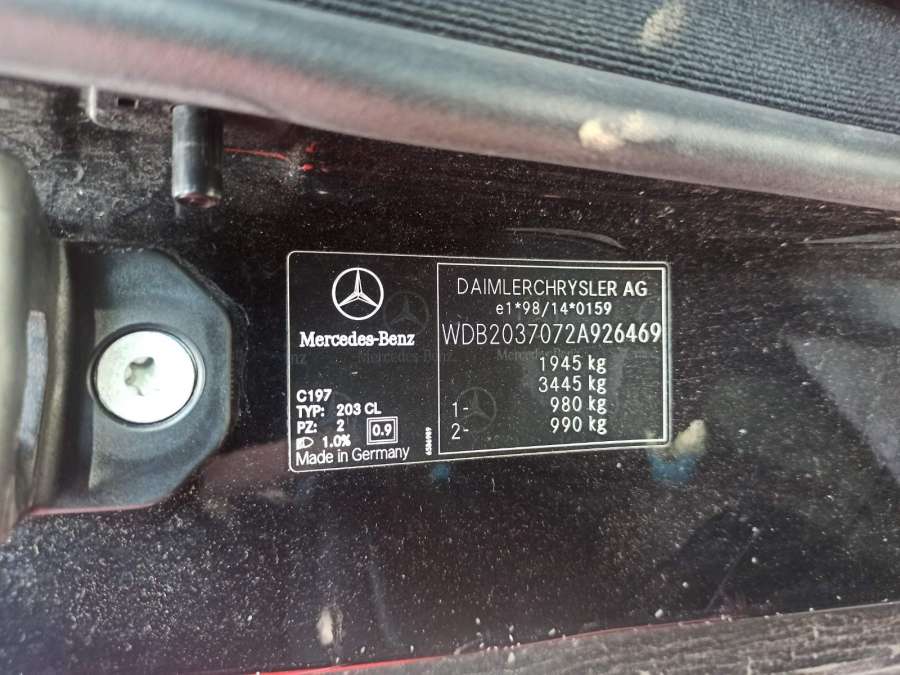 Mercedes-Benz
C197
TYP: 203 CL
PZ: 2
1.0%
0.9
Made in Germany
DAIMLERCHRYSLER AG
e1*98/14*0159
WDB2037072A926469
1945 kg
3445 kg
1- 980 kg
2- 990 kg